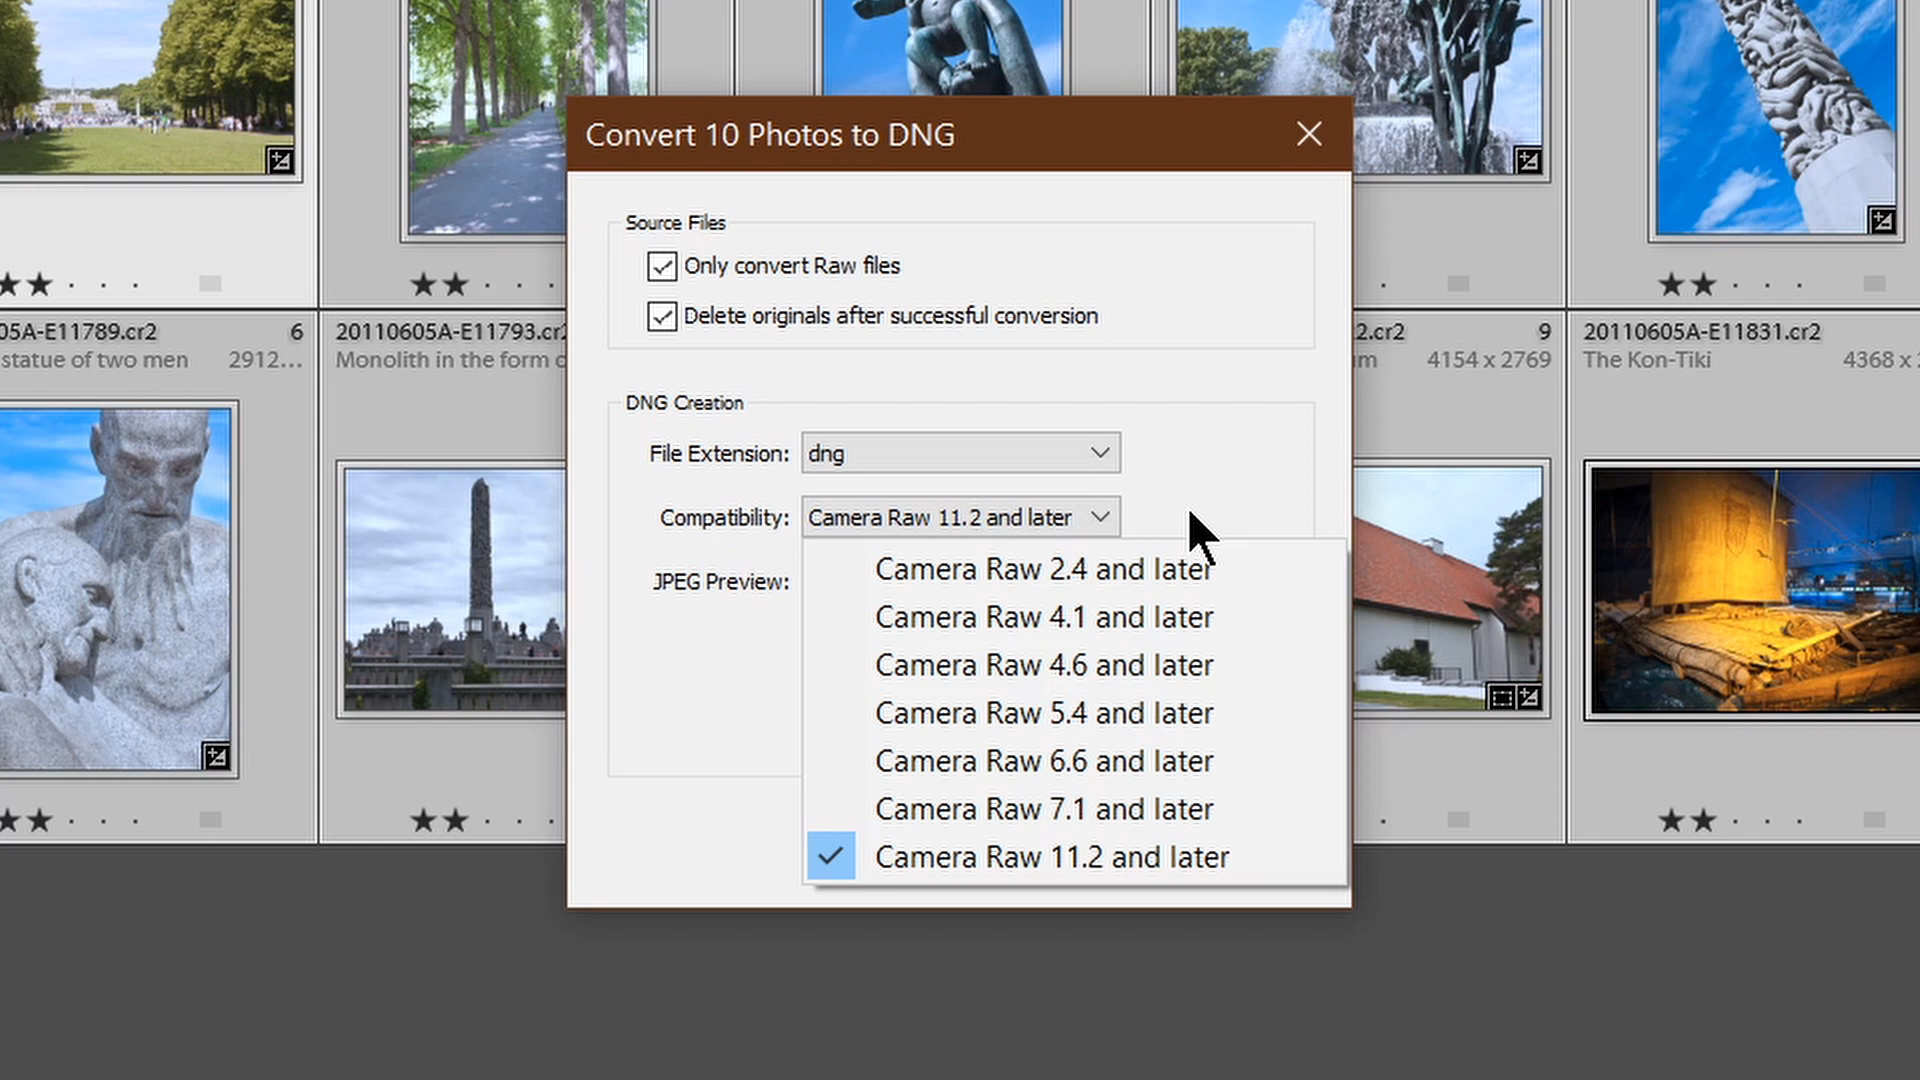 Convert 10 Photos to DNG
Source Files
Only convert Raw files
Delete originals after successful conversion
05A-E11789.cr2 6
statue of two men 2912...
20110605A-E11793.cr2
Monolith in the form o
2.cr2 9
m 4154 x 2769
20110605A-E11831.cr2
The Kon-Tiki 4368 x 2
DNG Creation
File Extension: dng
Compatibility: Camera Raw 11.2 and later
JPEG Preview:
Camera Raw 2.4 and later
Camera Raw 4.1 and later
Camera Raw 4.6 and later
Camera Raw 5.4 and later
Camera Raw 6.6 and later
Camera Raw 7.1 and later
Camera Raw 11.2 and later